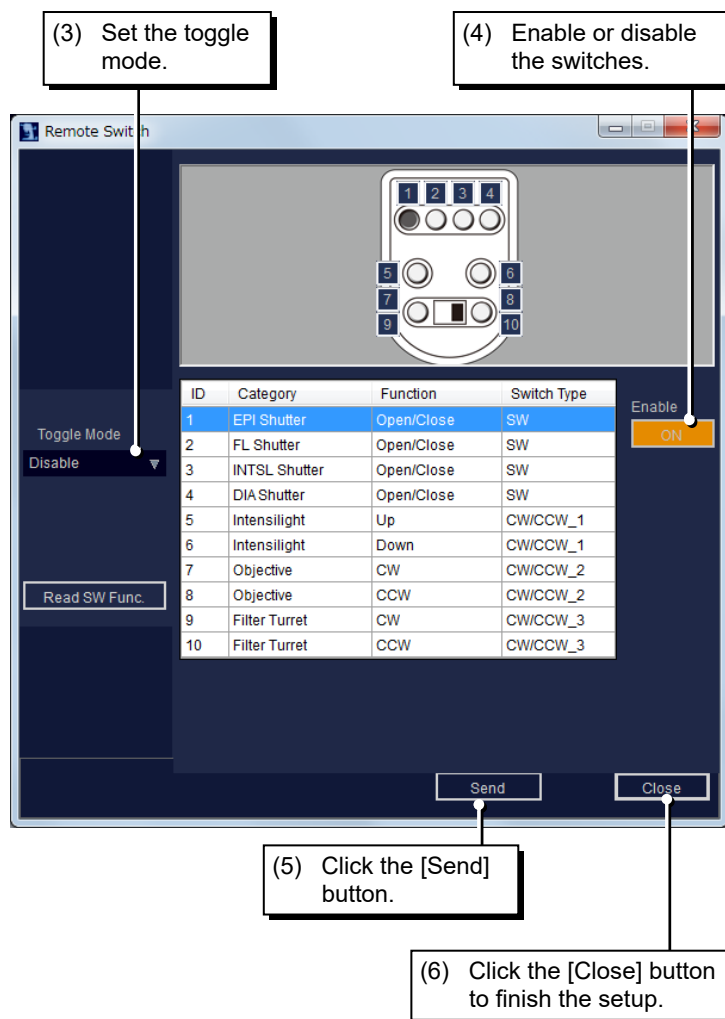 (3) Set the toggle
mode.
(4) Enable or disable
the switches.
Remote Switch
1 2 3 4
5 6
7 8
9 10
ID Category Function Switch Type
1 EPI Shutter Open/Close SW
2 FL Shutter Open/Close SW
3 INTSL Shutter Open/Close SW
4 DIA Shutter Open/Close SW
5 Intensilight Up CW/CCW_1
6 Intensilight Down CW/CCW_1
7 Objective CW CW/CCW_2
8 Objective CCW CW/CCW_2
9 Filter Turret CW CW/CCW_3
10 Filter Turret CCW CW/CCW_3
Enable
ON
Toggle Mode
Disable
Read SW Func.
Send
Close
(5) Click the [Send]
button.
(6) Click the [Close] button
to finish the setup.